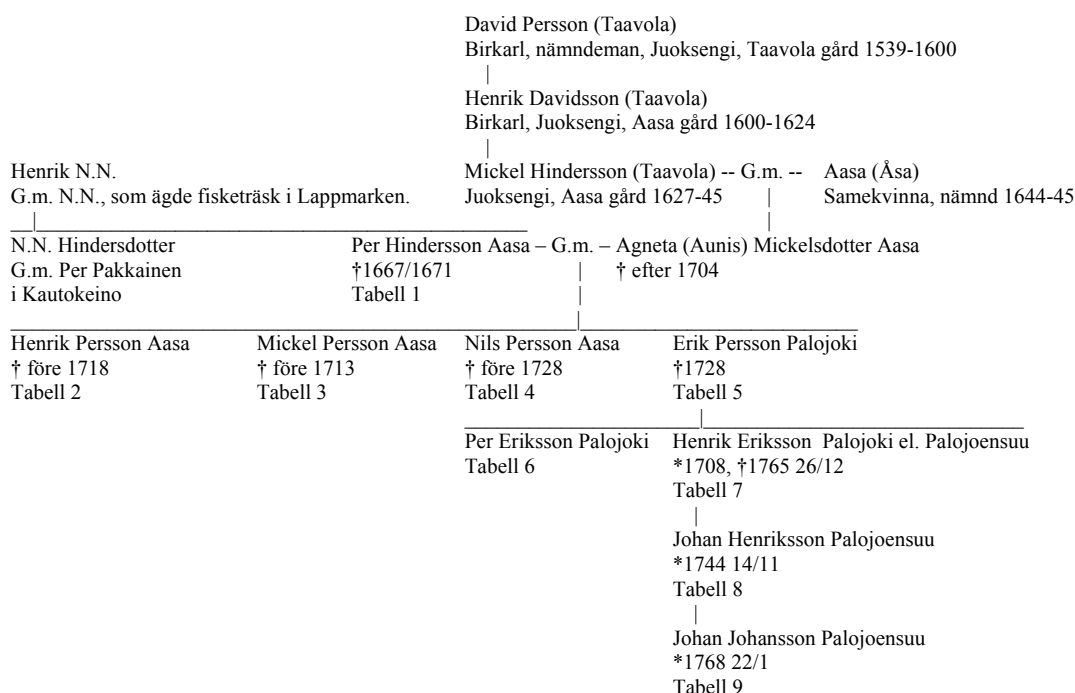 David Persson (Taavola)
Birkarl, nämndeman, Juoksengi, Taavola gård 1539-1600
|
Henrik Davidsson (Taavola)
Birkarl, Juoksengi, Aasa gård 1600-1624
|
Henrik N.N. Mickel Hindersson (Taavola) -- G.m. -- Aasa (Åsa)
G.m. N.N., som ägde fisketräsk i Lappmarken. Juoksengi, Aasa gård 1627-45 | Samekvinna, nämnd 1644-45
N.N. Hindersdotter Per Hindersson Aasa – G.m. – Agneta (Aunis) Mickelsdotter Aasa
G.m. Per Pakkainen †1667/1671 | † efter 1704
i Kautokeino Tabell 1 |
Henrik Persson Aasa Mickel Persson Aasa Nils Persson Aasa Erik Persson Palojoki
† före 1718 † före 1713 † före 1728 †1728
Tabell 2 Tabell 3 Tabell 4 Tabell 5
Per Eriksson Palojoki Henrik Eriksson Palojoki el. Palojoensuu
Tabell 6 *1708, †1765 26/12
Tabell 7
|
Johan Henriksson Palojoensuu
*1744 14/11
Tabell 8
|
Johan Johansson Palojoensuu
*1768 22/1
Tabell 9